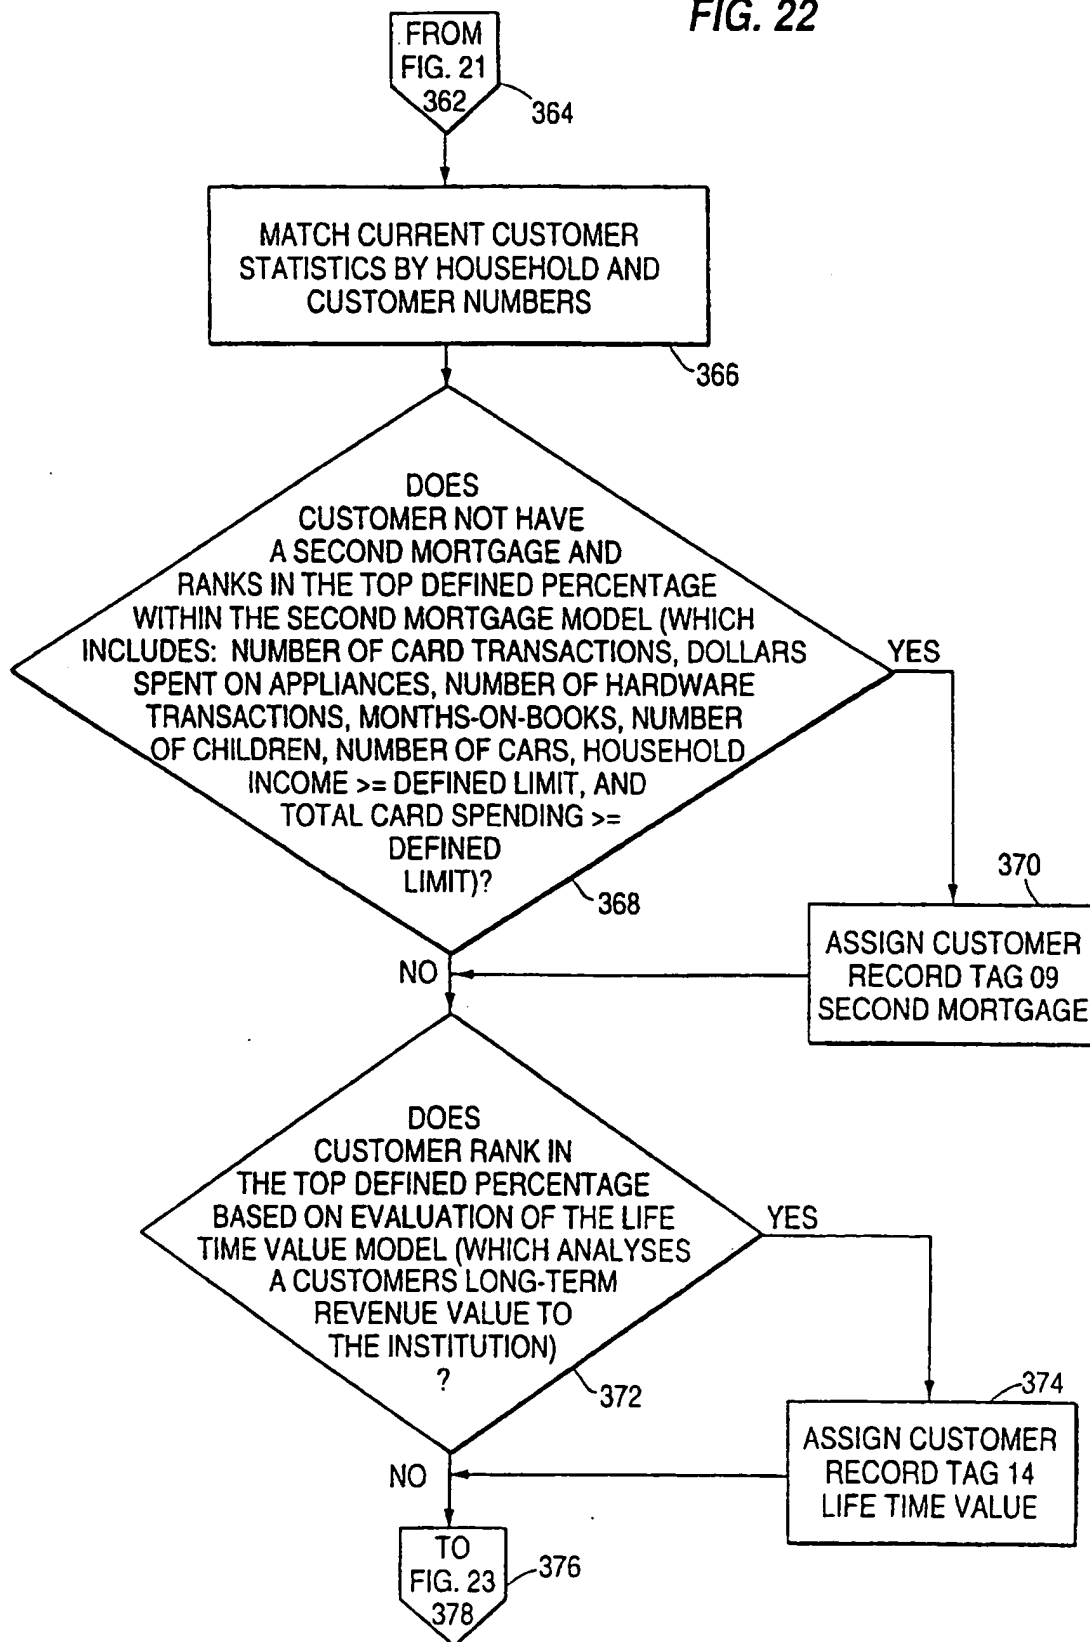 FIG. 22
FROM
FIG. 21
362
364
MATCH CURRENT CUSTOMER
STATISTICS BY HOUSEHOLD AND
CUSTOMER NUMBERS
366
DOES
CUSTOMER NOT HAVE
A SECOND MORTGAGE AND
RANKS IN THE TOP DEFINED PERCENTAGE
WITHIN THE SECOND MORTGAGE MODEL (WHICH
INCLUDES: NUMBER OF CARD TRANSACTIONS, DOLLARS
SPENT ON APPLIANCES, NUMBER OF HARDWARE
TRANSACTIONS, MONTHS-ON-BOOKS, NUMBER
OF CHILDREN, NUMBER OF CARS, HOUSEHOLD
INCOME >= DEFINED LIMIT, AND
TOTAL CARD SPENDING >=
DEFINED
LIMIT)?
368
YES
370
ASSIGN CUSTOMER
RECORD TAG 09
SECOND MORTGAGE
NO
DOES
CUSTOMER RANK IN
THE TOP DEFINED PERCENTAGE
BASED ON EVALUATION OF THE LIFE
TIME VALUE MODEL (WHICH ANALYSES
A CUSTOMERS LONG-TERM
REVENUE VALUE TO
THE INSTITUTION)
?
372
YES
374
ASSIGN CUSTOMER
RECORD TAG 14
LIFE TIME VALUE
NO
TO
FIG. 23
378
376